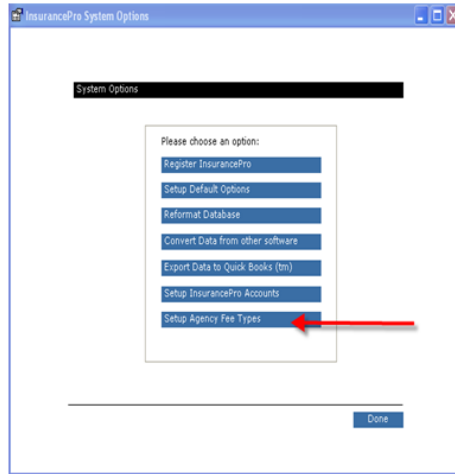 InsurancePro System Options
System Options
Please choose an option:
Register InsurancePro
Setup Default Options
Reformat Database
Convert Data from other software
Export Data to Quick Books (tm)
Setup InsurancePro Accounts
Setup Agency Fee Types
Done